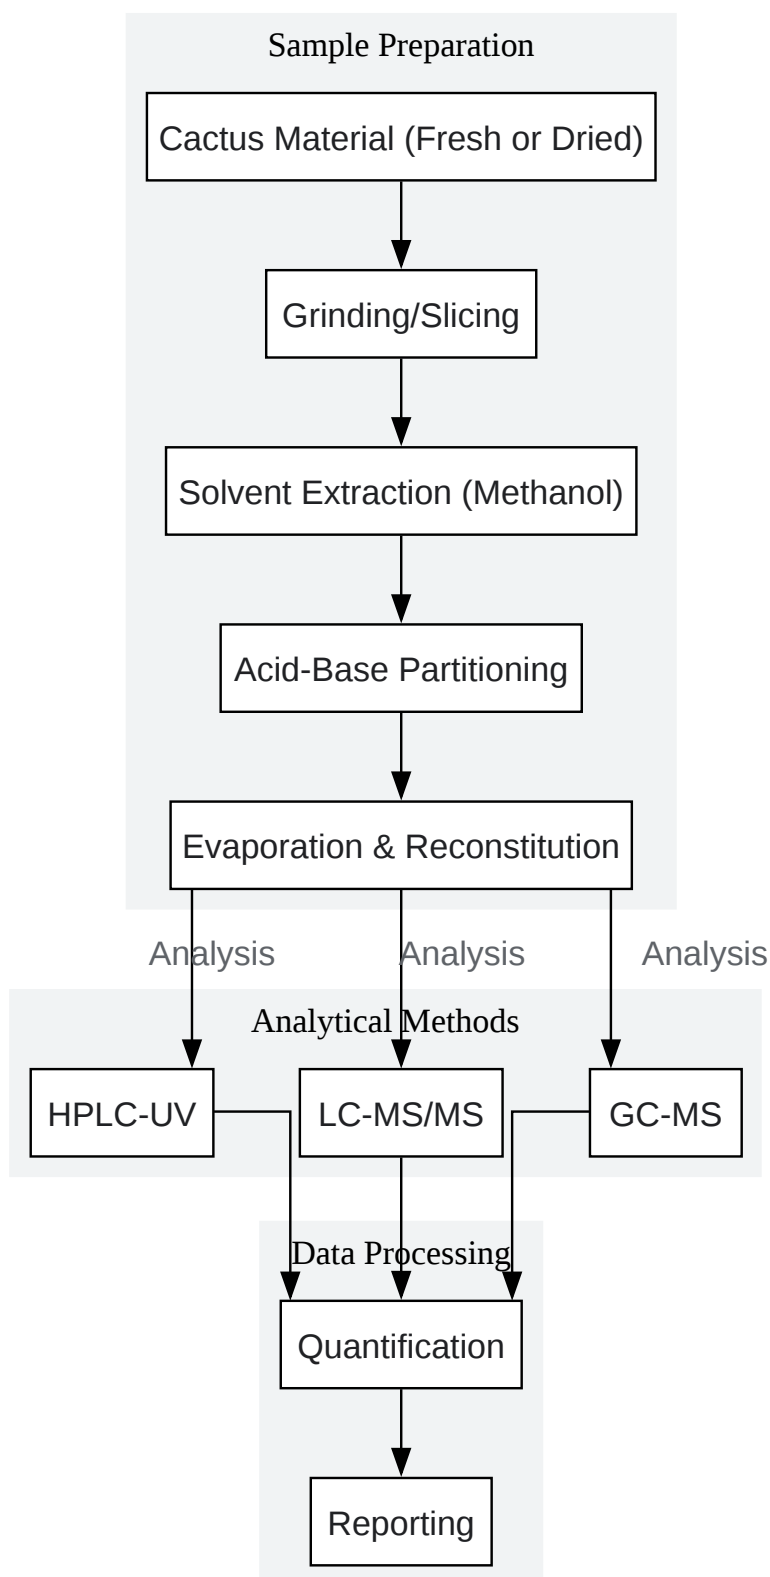 Sample Preparation
Cactus Material (Fresh or Dried)
Grinding/Slicing
Solvent Extraction (Methanol)
Acid-Base Partitioning
Evaporation & Reconstitution
Analysis
Analysis
Analysis
Analytical Methods
HPLC-UV
LC-MS/MS
GC-MS
Data Processing
Quantification
Reporting